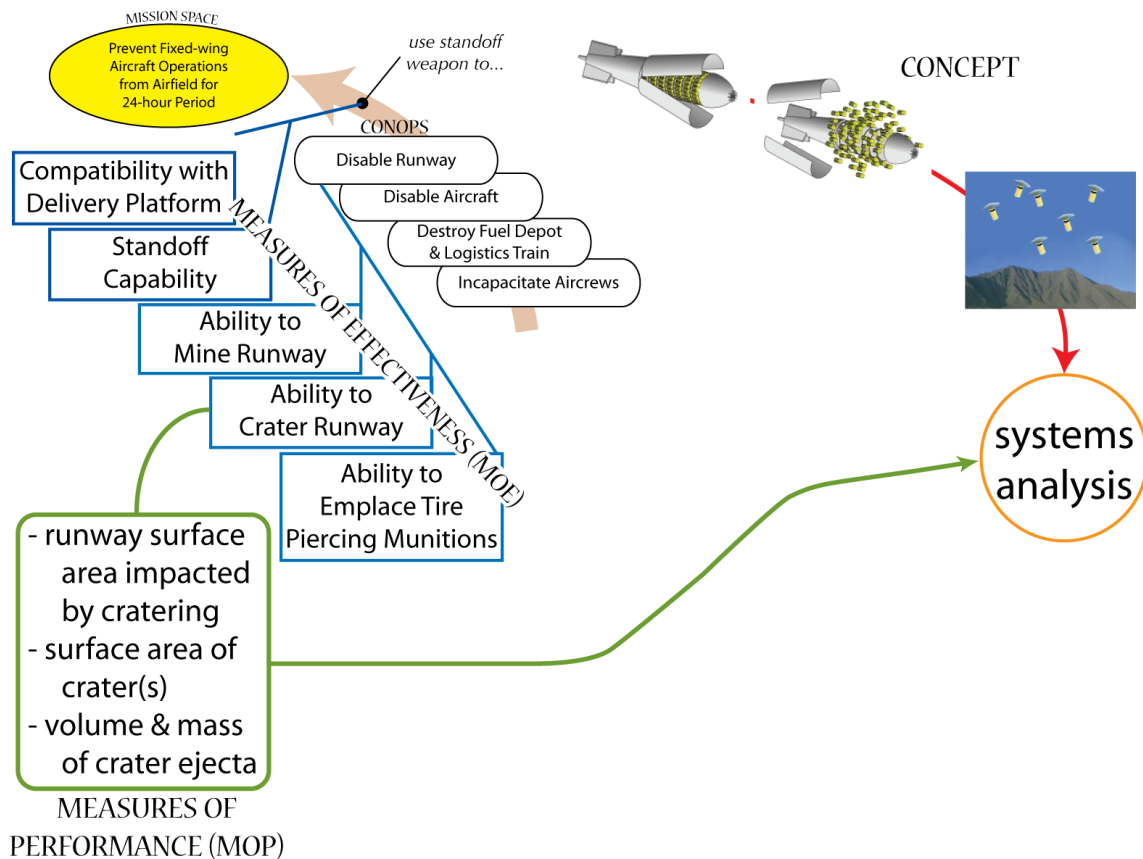 MISSION SPACE
Prevent Fixed-wing
Aircraft Operations
from Airfield for
24-hour Period
use standoff
weapon to...
CONCEPT
CONOPS
Disable Runway
Disable Aircraft
Destroy Fuel Depot
& Logistics Train
Incapacitate Aircrews
Compatibility with
Delivery Platform
Standoff
Capability
Ability to
Mine Runway
Ability to
Crater Runway
Ability to
Emplace Tire
Piercing Munitions
MEASURES OF EFFECTIVENESS (MOE)
- runway surface
area impacted
by cratering
- surface area of
crater(s)
- volume & mass
of crater ejecta
MEASURES OF
PERFORMANCE (MOP)
systems
analysis